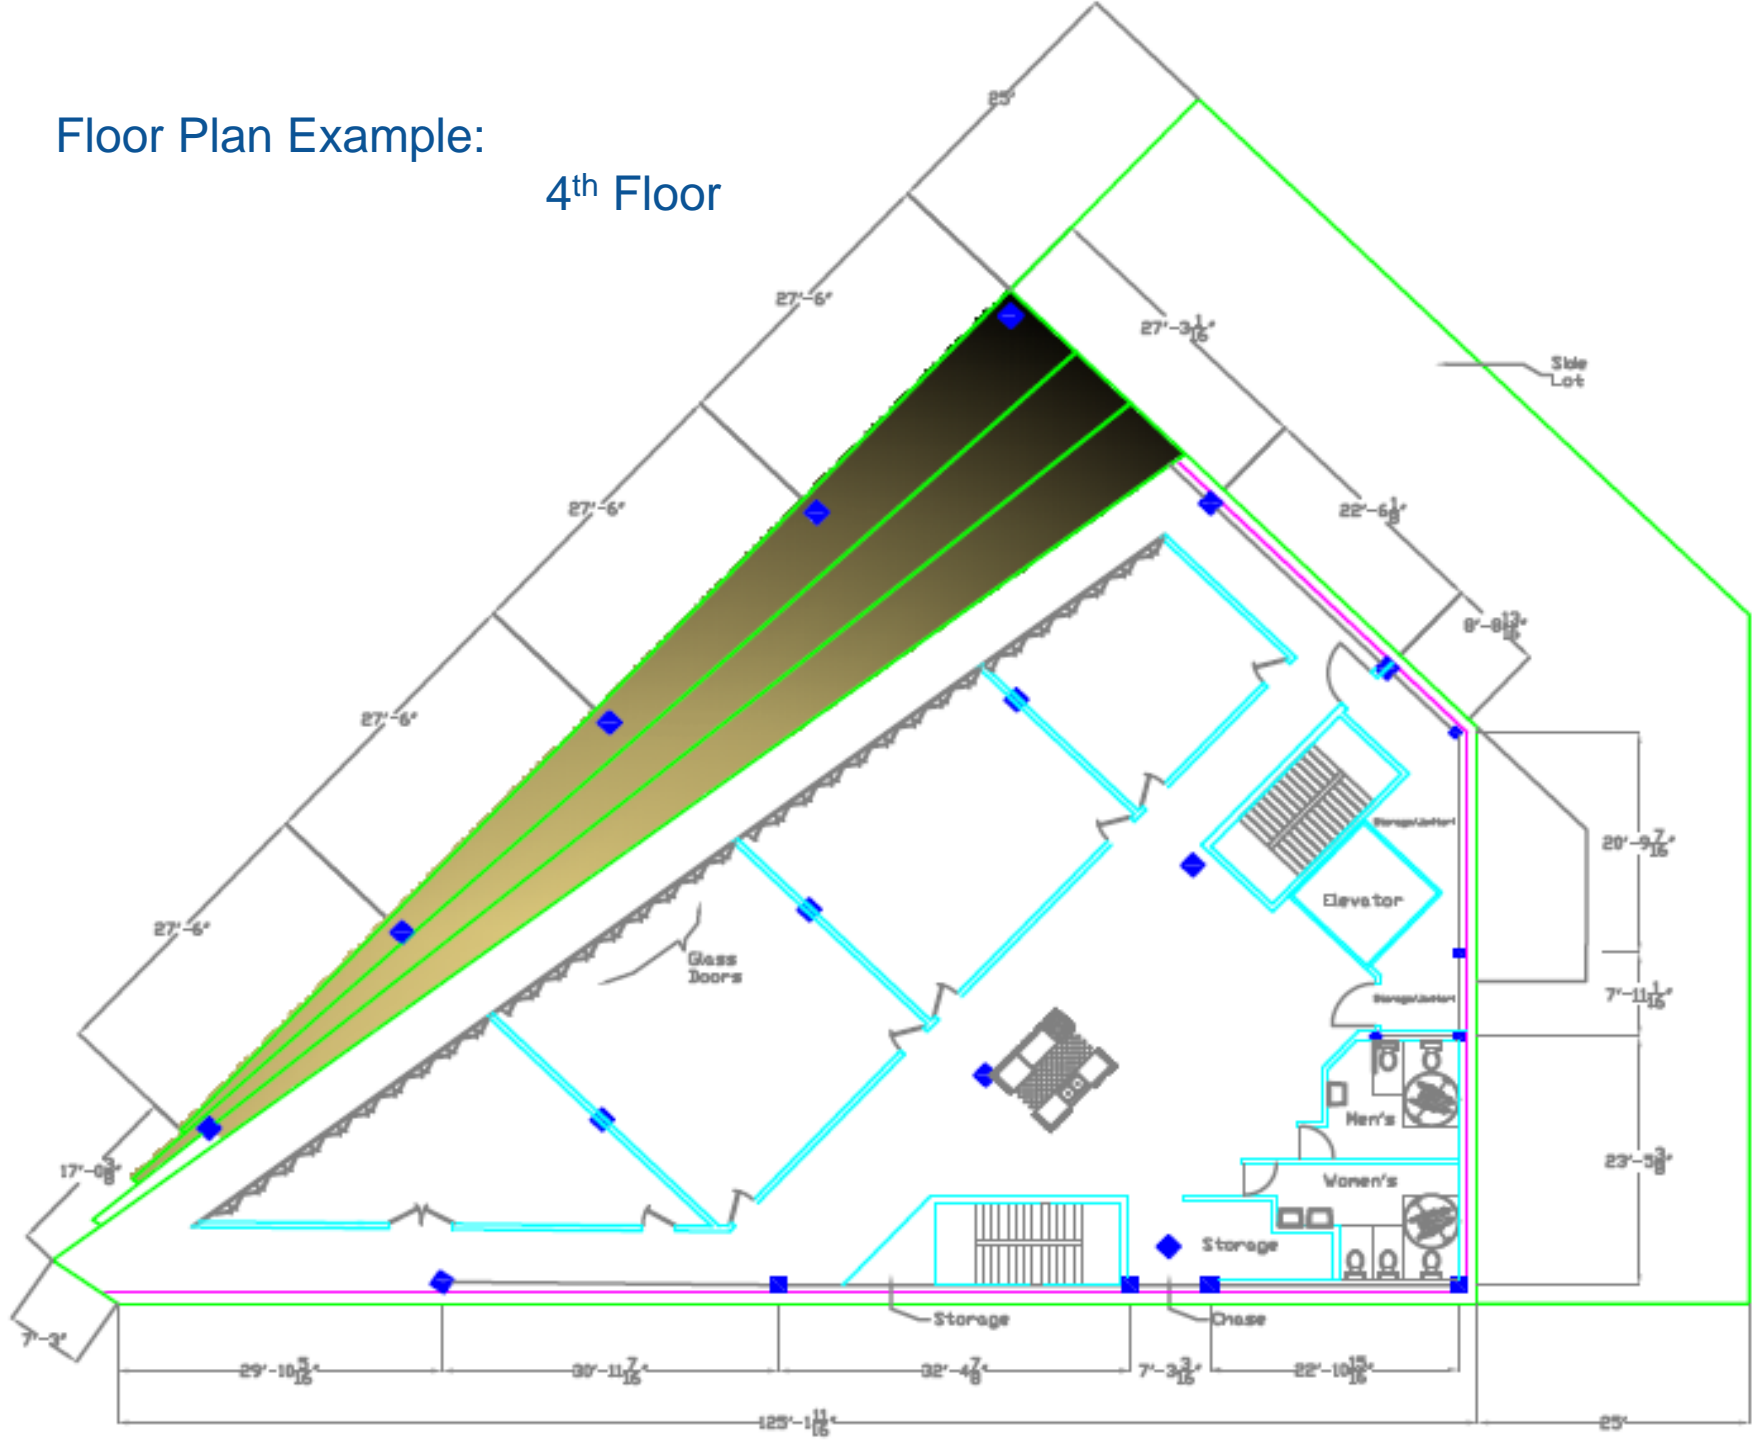 Floor Plan Example:
4th Floor
25'
27'-6"
27'-3 1/16"
Side
Lot
27'-6"
22'-6 1/8"
8'-8 13/16"
27'-6"
Storage/Janitorial
20'-9 7/16"
Elevator
27'-6"
Glass
Doors
7'-11 1/16"
Men's
17'-0 3/8"
23'-5 3/8"
Women's
Storage
Storage
Chase
7'-3"
29'-10 5/16"
30'-11 7/16"
32'-4 7/8"
7'-3 3/16"
22'-10 15/16"
125'-1 11/16"
25'